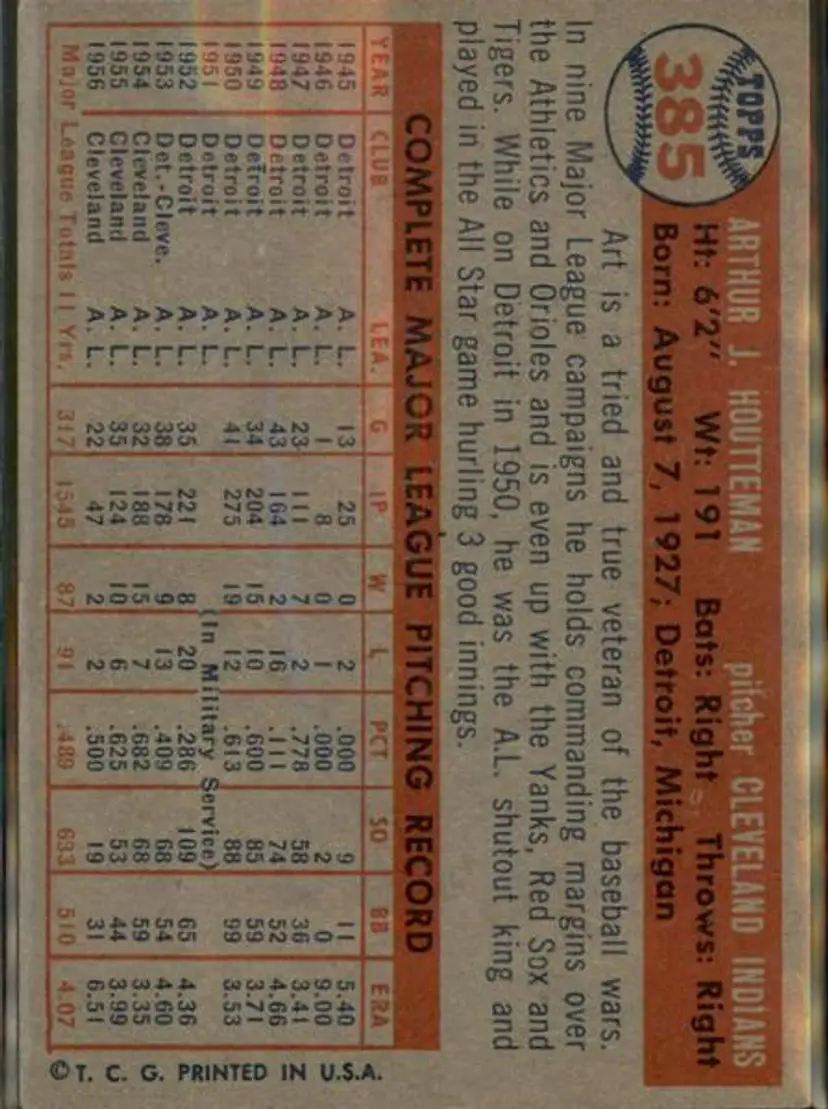 TOPPS
385
ARTHUR J. HOUTTEMAN pitcher CLEVELAND INDIANS
Ht: 6'2" Wt: 191 Bats: Right Throws: Right
Born: August 7, 1927; Detroit, Michigan
Art is a tried and true veteran of the baseball wars.
In nine Major League campaigns he holds commanding margins over
the Athletics and Orioles and is even up with the Yanks, Red Sox and
Tigers. While on Detroit in 1950, he was the A.L. shutout king and
played in the All Star game hurling 3 good innings.
COMPLETE MAJOR LEAGUE PITCHING RECORD
YEAR CLUB LEA. G IP W L PCT SO BB ERA
1945 Detroit A. L. 13 25 0 2 .000 9 11 5.40
1946 Detroit A. L. 1 8 0 1 .000 2 0 9.00
1947 Detroit A. L. 23 111 7 2 .778 58 36 3.41
1948 Detroit A. L. 43 164 2 16 .111 74 52 4.66
1949 Detroit A. L. 34 204 15 10 .600 85 59 3.71
1950 Detroit A. L. 41 275 19 12 .613 88 99 3.53
1951 Detroit A. L. (In Military Service)
1952 Detroit A. L. 35 221 8 20 .286 109 65 4.36
1953 Det.-Cleve. A. L. 38 178 9 13 .409 68 54 4.60
1954 Cleveland A. L. 32 188 15 7 .682 68 59 3.35
1955 Cleveland A. L. 35 124 10 6 .625 53 44 3.99
1956 Cleveland A. L. 22 47 2 2 .500 19 31 6.51
Major League Totals 11 Yrs. 317 1545 87 91 .489 633 510 4.07
© T. C. G. PRINTED IN U.S.A.